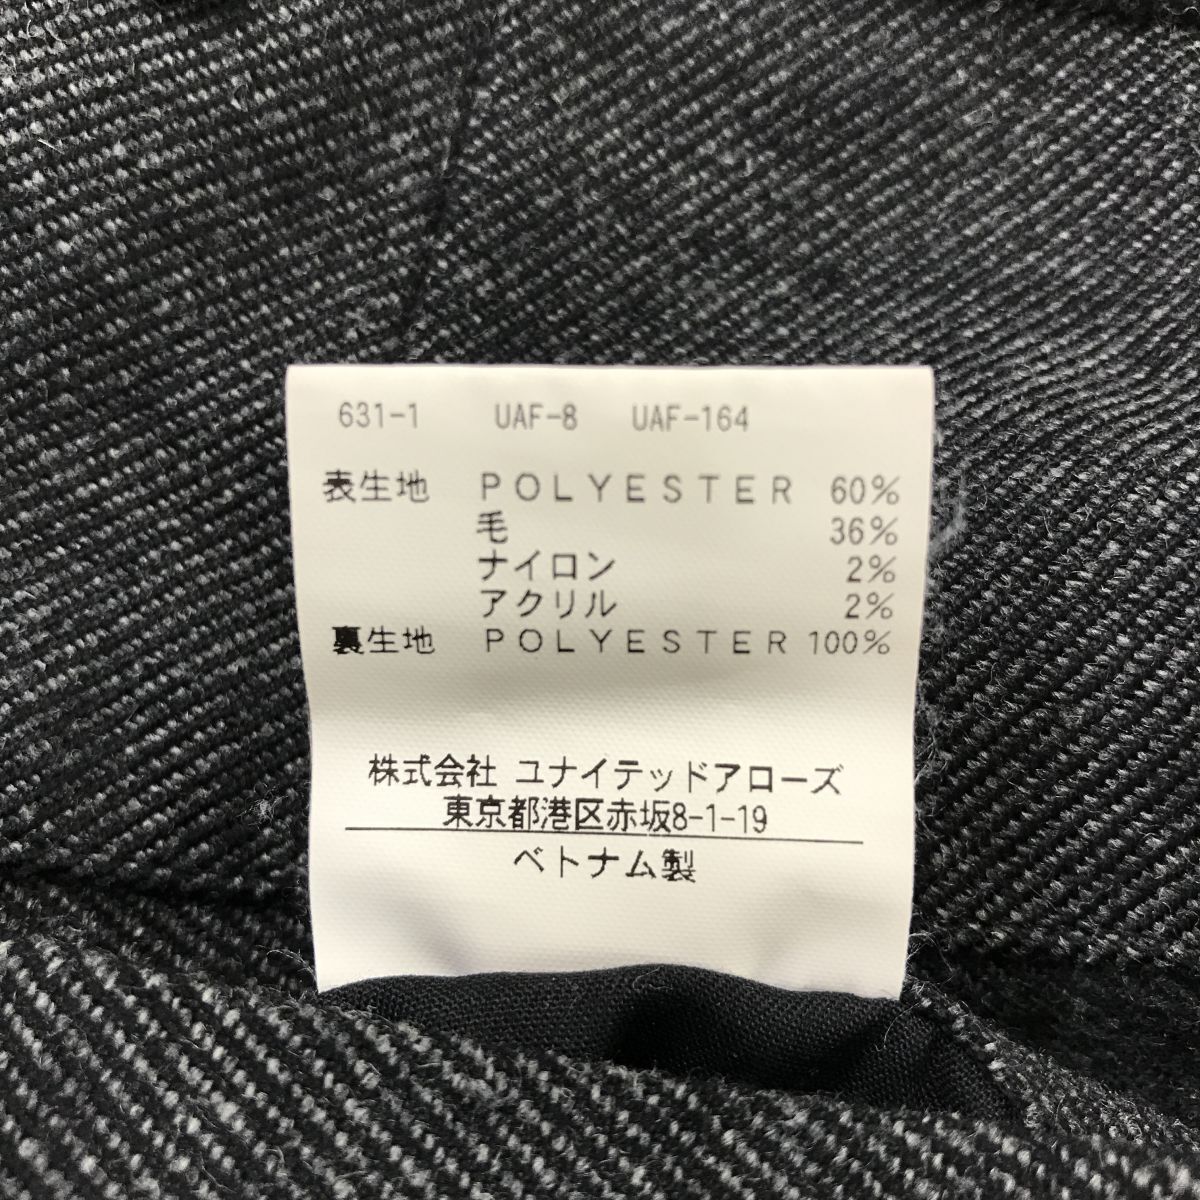 631-1 UAF-8 UAF-164
表生地 POLYESTER 60%
毛 36%
ナイロン 2%
アクリル 2%
裏生地 POLYESTER 100%
株式会社 ユナイテッドアローズ
東京都港区赤坂8-1-19
ベトナム製